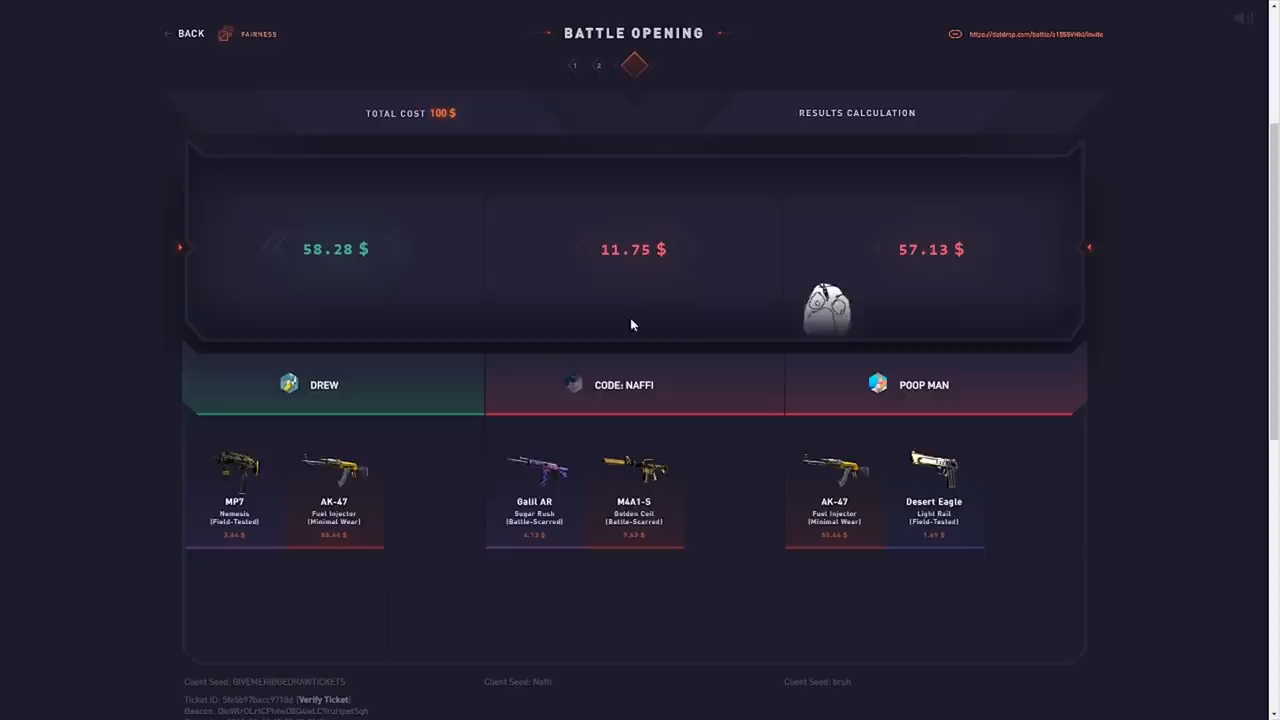 BACK
FAIRNESS
BATTLE OPENING
1 2
TOTAL COST 100 $
RESULTS CALCULATION
58.28 $
11.75 $
57.13 $
DREW
CODE: NAFFI
POOP MAN
MP7
Nemesis
(Field-Tested)
AK-47
Fuel Injector
(Minimal Wear)
Galil AR
Sugar Rush
(Battle-Scarred)
M4A1-S
Golden Coil
(Battle-Scarred)
AK-47
Fuel Injector
(Minimal Wear)
Desert Eagle
Light Rail
(Field-Tested)
Client Seed: GIVEMERIGGEDRAWTICKETS
Client Seed:
Client Seed: bruh
Ticket ID: [Verify Ticket]
Beacon: